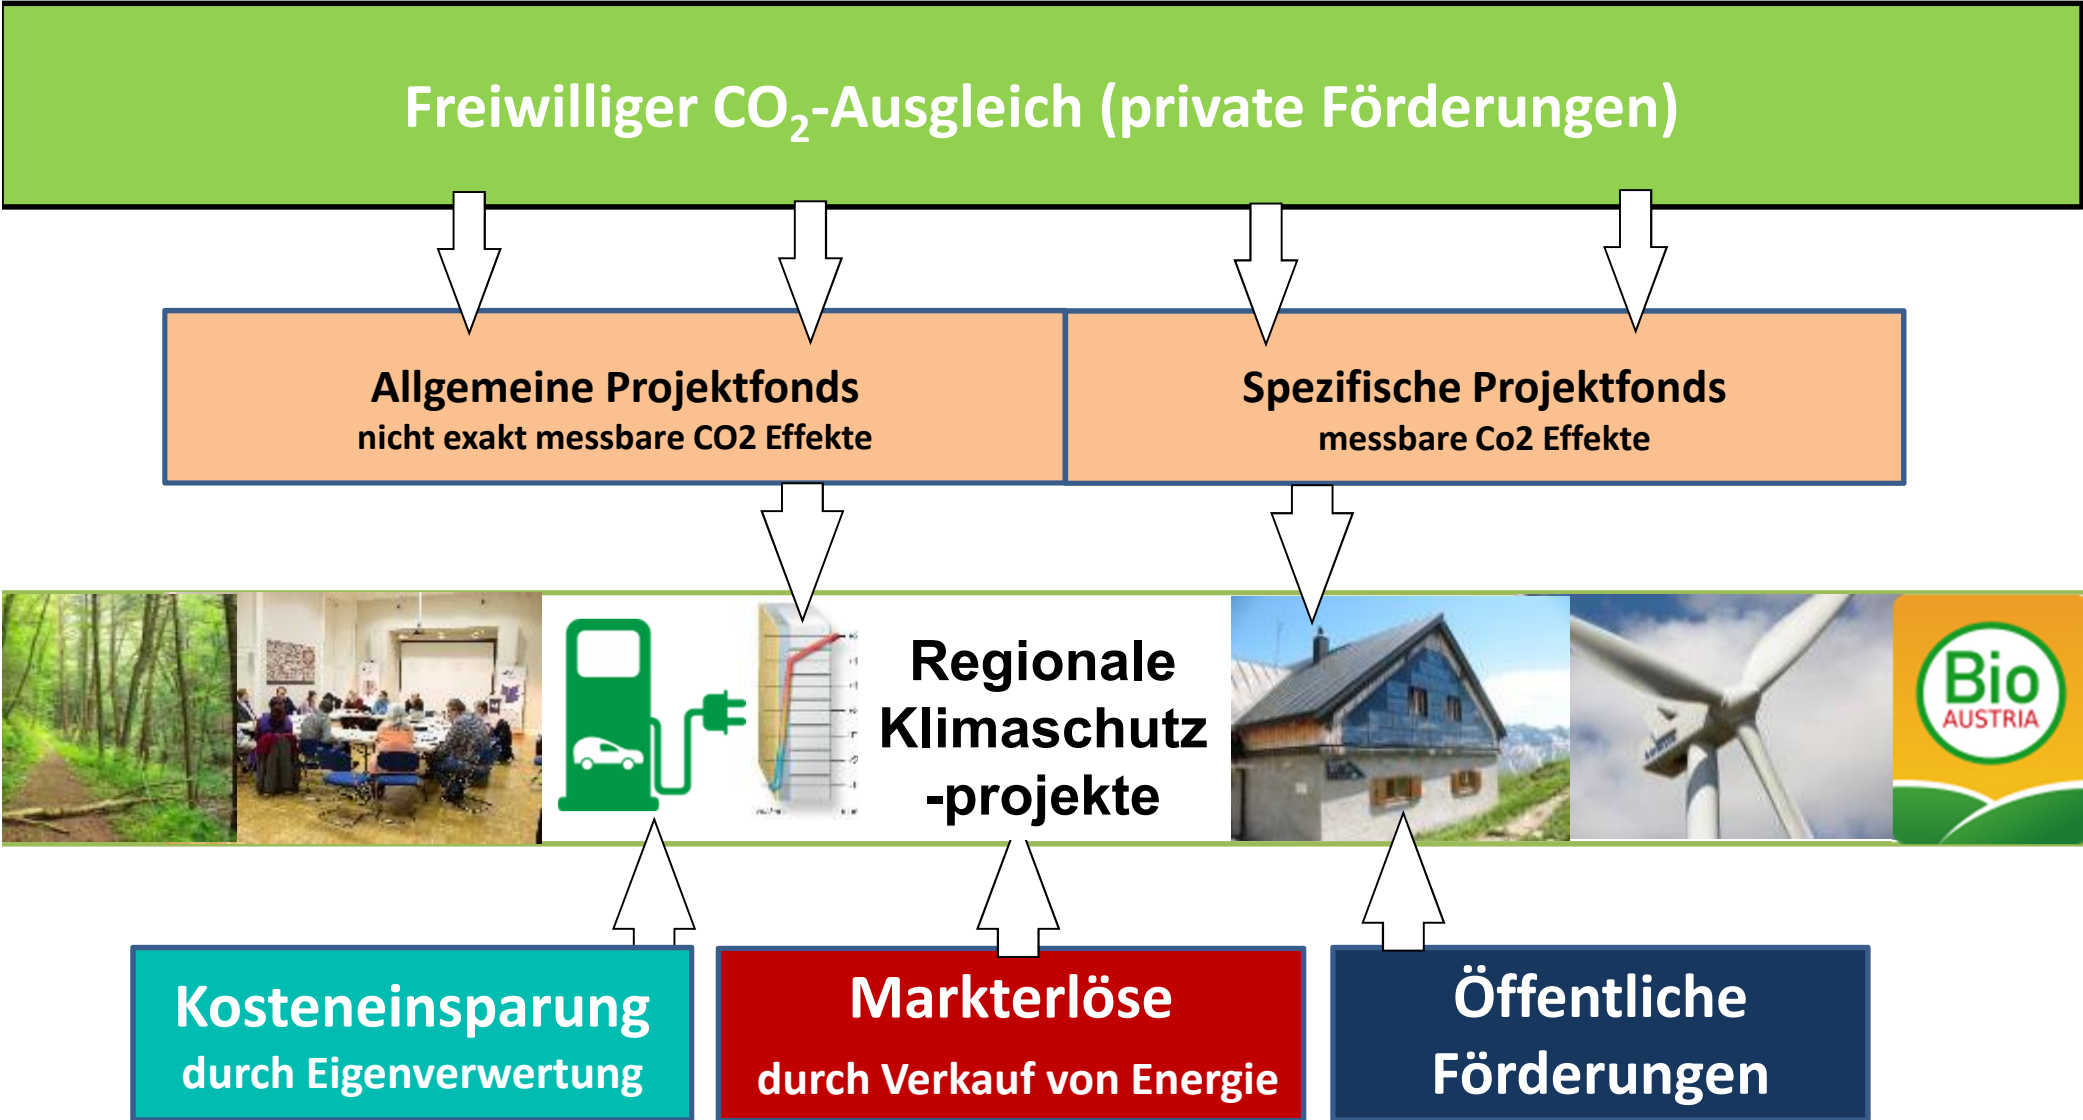 Freiwilliger CO₂-Ausgleich (private Förderungen)
Allgemeine Projektfonds
nicht exakt messbare CO2 Effekte
Spezifische Projektfonds
messbare Co2 Effekte
Regionale
Klimaschutz
-projekte
Bio
AUSTRIA
Kosteneinsparung
durch Eigenverwertung
Markterlöse
durch Verkauf von Energie
Öffentliche
Förderungen